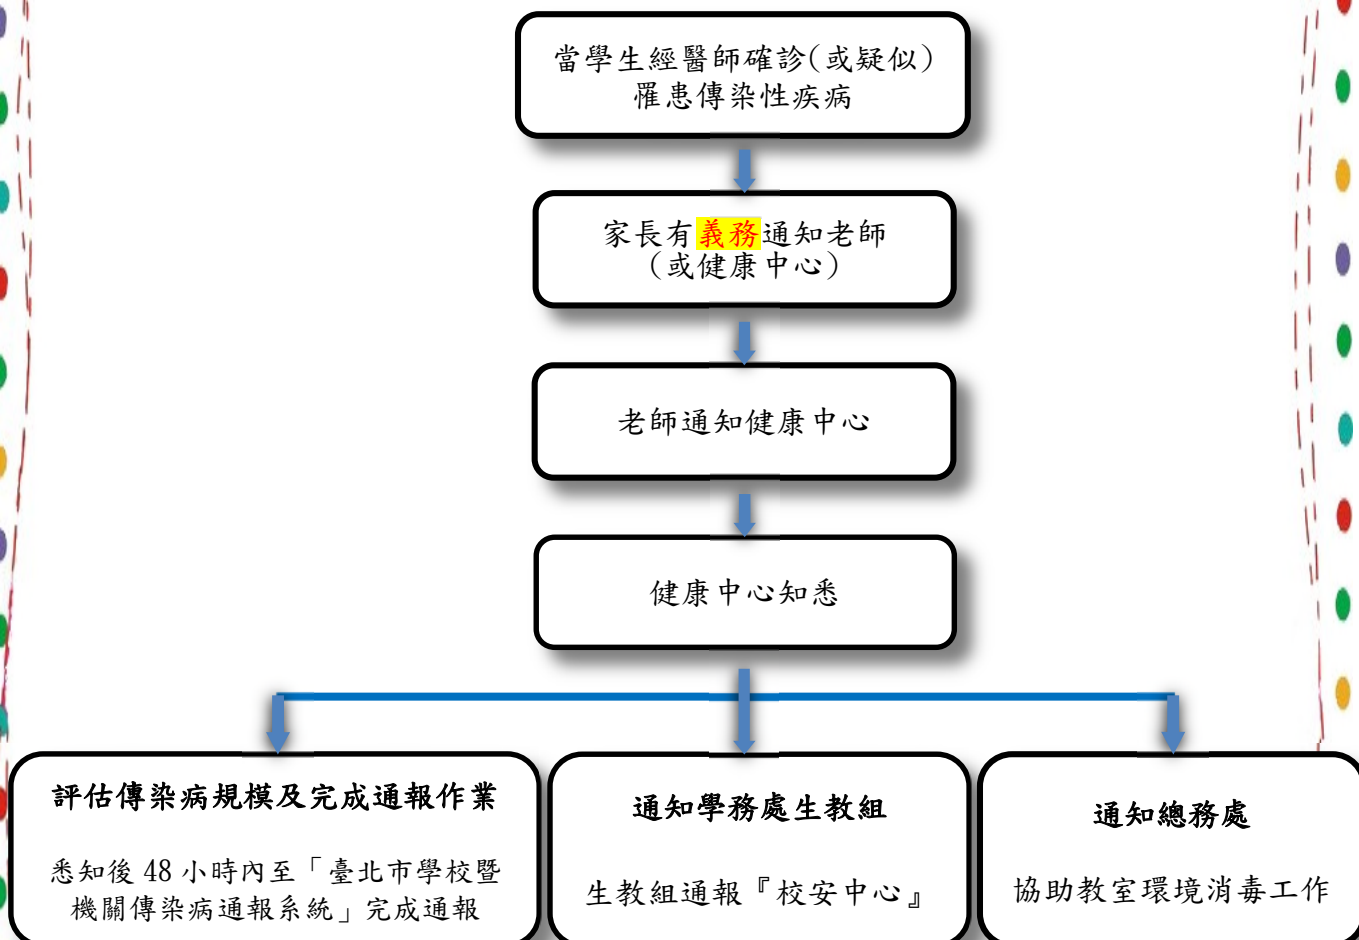 當學生經醫師確診(或疑似)
罹患傳染性疾病
家長有義務通知老師
(或健康中心)
老師通知健康中心
健康中心知悉
評估傳染病規模及完成通報作業
悉知後 48 小時內至「臺北市學校暨
機關傳染病通報系統」完成通報
通知學務處生教組
生教組通報『校安中心』
通知總務處
協助教室環境消毒工作